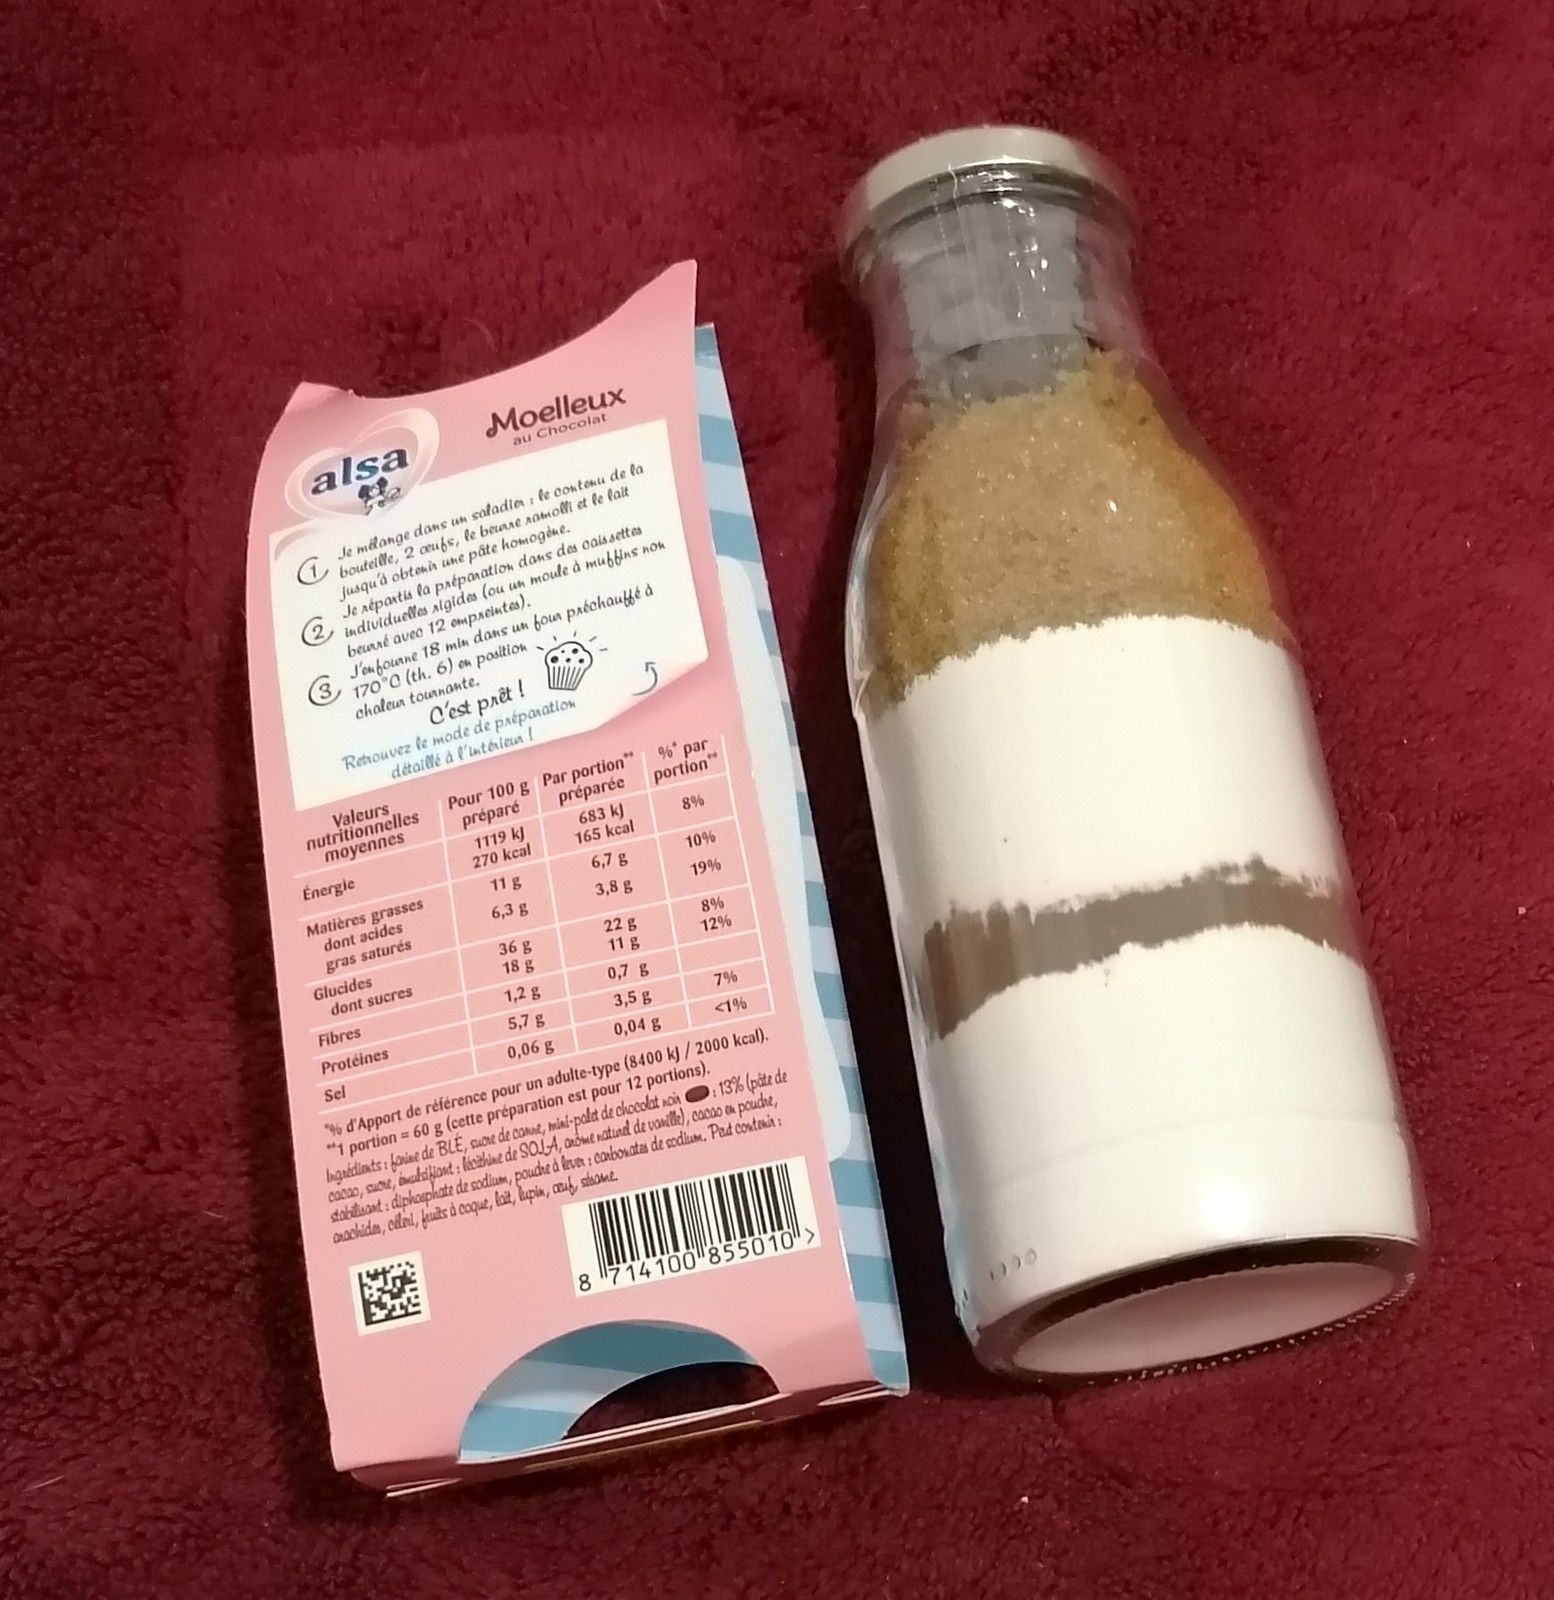 alsa
Moelleux
au Chocolat
1 Je mélange dans un saladier : le contenu de la
bouteille, 2 œufs, le beurre ramolli et le lait
jusqu'à obtenir une pâte homogène.
2 Je répartis la préparation dans des caissettes
individuelles rigides (ou un moule à muffins non
beurré avec 12 empreintes).
3 J'enfourne 18 min dans un four préchauffé à
170°C (th. 6) en position
chaleur tournante.
C'est prêt !
Retrouvez le mode de préparation
détaillé à l'intérieur !
Valeurs nutritionnelles moyennes Pour 100 g préparé Par portion** préparée %* par portion**
Énergie 1119 kJ 683 kJ 8%
270 kcal 165 kcal
Matières grasses 11 g 6,7 g 10%
dont acides gras saturés 6,3 g 3,8 g 19%
Glucides 36 g 22 g 8%
dont sucres 18 g 11 g 12%
Fibres 1,2 g 0,7 g
Protéines 5,7 g 3,5 g 7%
Sel 0,06 g 0,04 g <1%
*% d'Apport de référence pour un adulte-type (8400 kJ / 2000 kcal).
**1 portion = 60 g (cette préparation est pour 12 portions).
Ingrédients : farine de BLÉ, sucre de canne, mini-palet de chocolat noir : 13% (pâte de
cacao, sucre, émulsifiant : lécithine de SOJA, arôme naturel de vanille), cacao en poudre,
stabilisant : diphosphate de sodium, poudre à lever : carbonates de sodium. Peut contenir :
arachides, céleri, fruits à coque, lait, lupin, œuf, sésame.
8 714100 855010 >